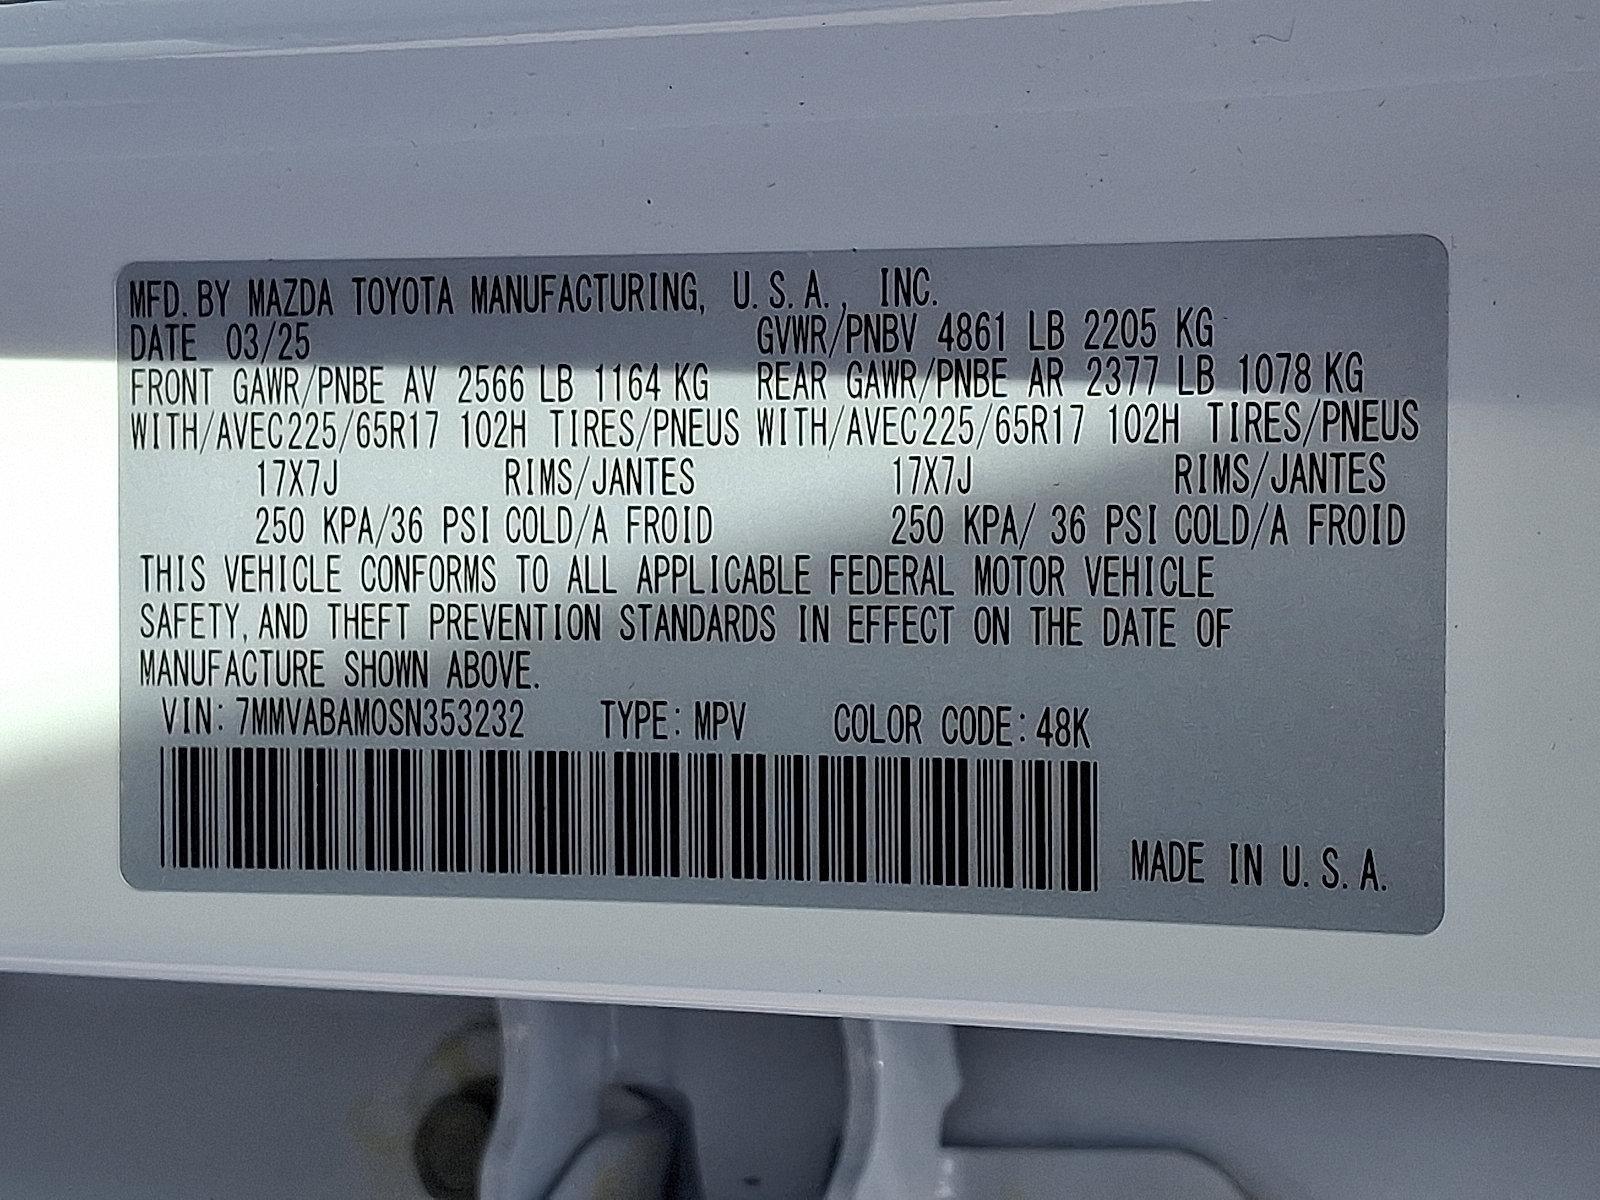 MFD. BY MAZDA TOYOTA MANUFACTURING, U.S.A., INC.
DATE 03/25 GVWR/PNBV 4861 LB 2205 KG
FRONT GAWR/PNBE AV 2566 LB 1164 KG REAR GAWR/PNBE AR 2377 LB 1078 KG
WITH/AVEC225/65R17 102H TIRES/PNEUS WITH/AVEC225/65R17 102H TIRES/PNEUS
17X7J RIMS/JANTES 17X7J RIMS/JANTES
250 KPA/36 PSI COLD/A FROID 250 KPA/ 36 PSI COLD/A FROID
THIS VEHICLE CONFORMS TO ALL APPLICABLE FEDERAL MOTOR VEHICLE
SAFETY, AND THEFT PREVENTION STANDARDS IN EFFECT ON THE DATE OF
MANUFACTURE SHOWN ABOVE.
VIN: 7MMVABAM0SN353232 TYPE: MPV COLOR CODE: 48K
MADE IN U.S.A.